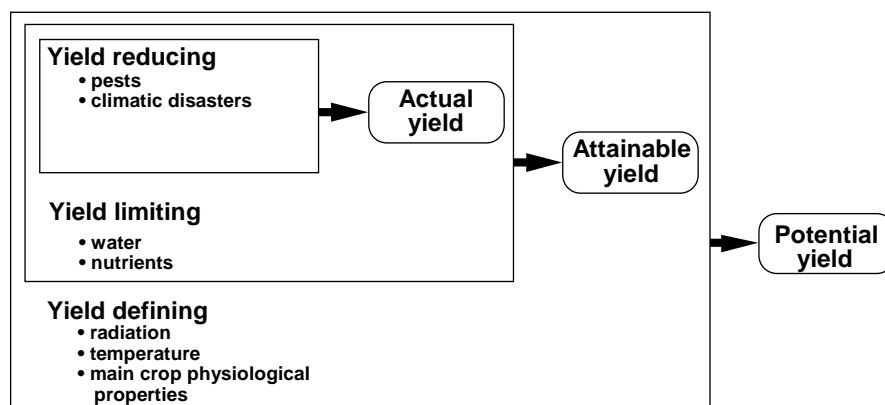 Yield reducing
• pests
• climatic disasters
Actual
yield
Attainable
yield
Yield limiting
• water
• nutrients
Potential
yield
Yield defining
• radiation
• temperature
• main crop physiological
properties